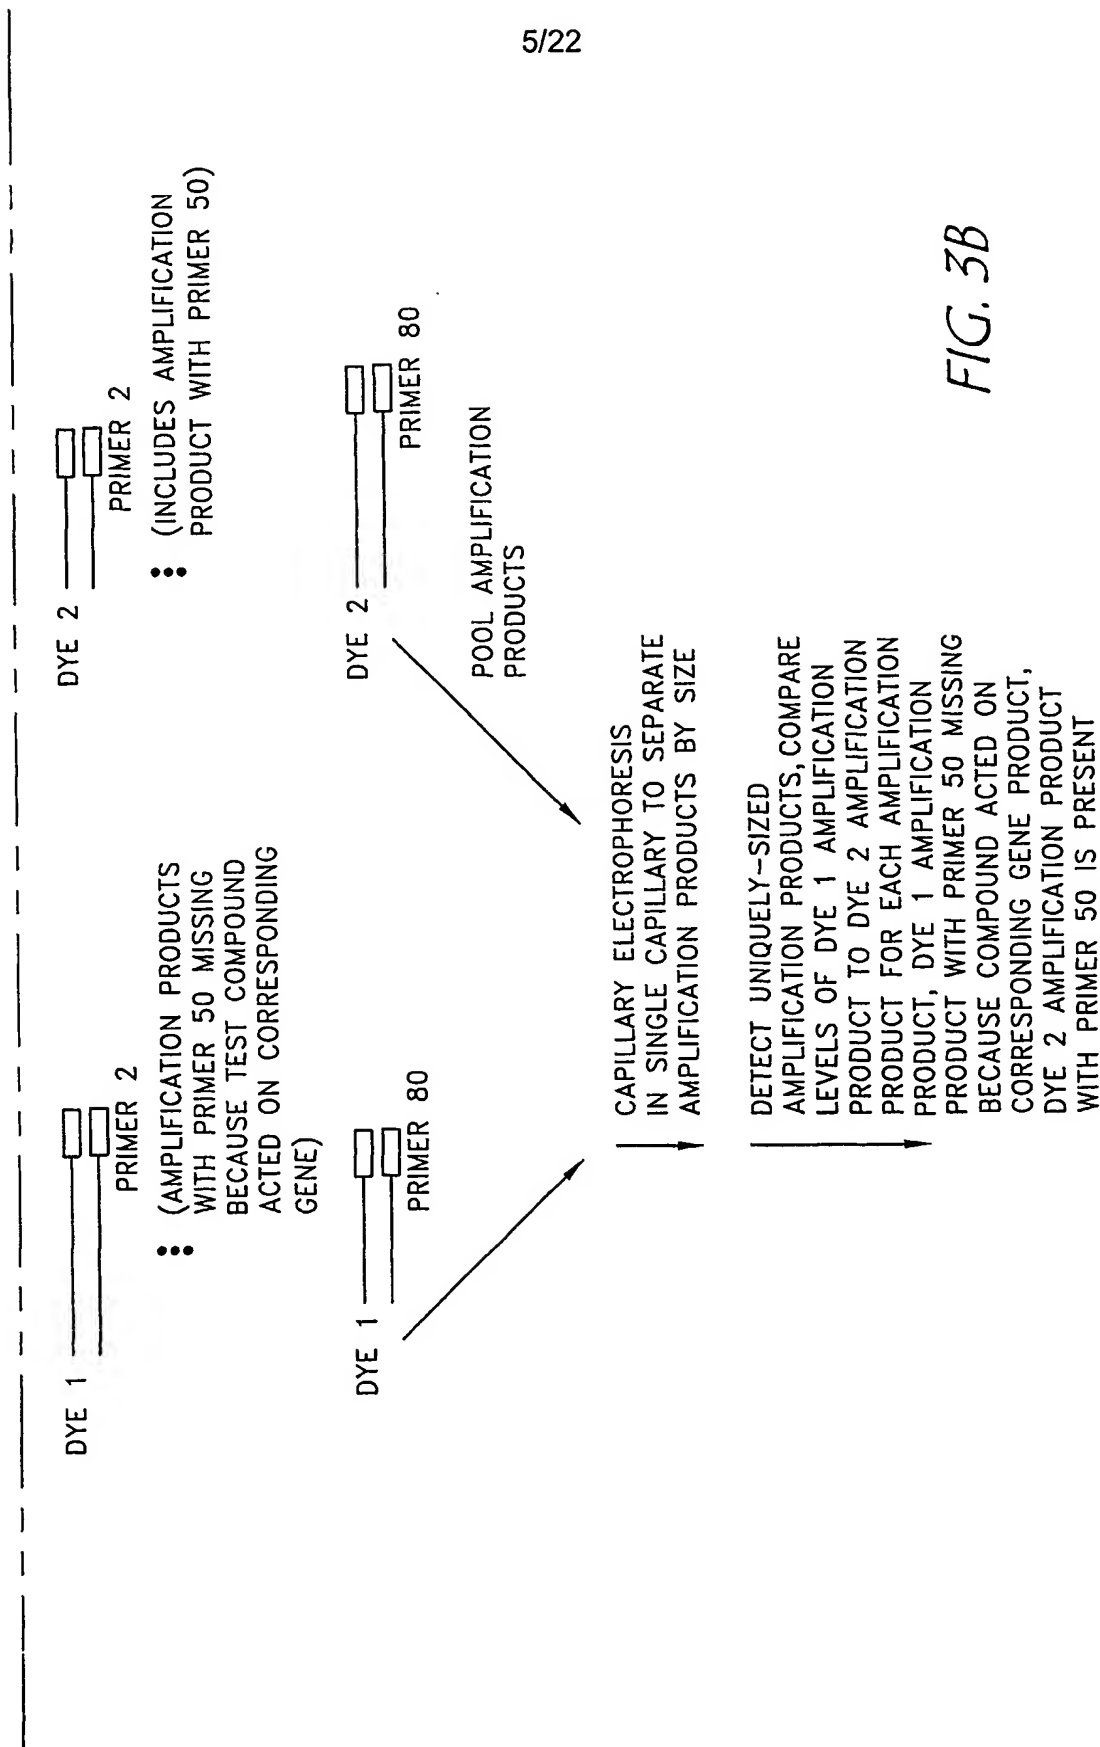 5/22
DYE 1
PRIMER 2
(AMPLIFICATION PRODUCTS
WITH PRIMER 50 MISSING
BECAUSE TEST COMPOUND
ACTED ON CORRESPONDING
GENE)
DYE 1
PRIMER 80
DYE 2
PRIMER 2
(INCLUDES AMPLIFICATION
PRODUCT WITH PRIMER 50)
DYE 2
PRIMER 80
POOL AMPLIFICATION
PRODUCTS
CAPILLARY ELECTROPHORESIS
IN SINGLE CAPILLARY TO SEPARATE
AMPLIFICATION PRODUCTS BY SIZE
DETECT UNIQUELY-SIZED
AMPLIFICATION PRODUCTS, COMPARE
LEVELS OF DYE 1 AMPLIFICATION
PRODUCT TO DYE 2 AMPLIFICATION
PRODUCT FOR EACH AMPLIFICATION
PRODUCT, DYE 1 AMPLIFICATION
PRODUCT WITH PRIMER 50 MISSING
BECAUSE COMPOUND ACTED ON
CORRESPONDING GENE PRODUCT,
DYE 2 AMPLIFICATION PRODUCT
WITH PRIMER 50 IS PRESENT
FIG. 3B